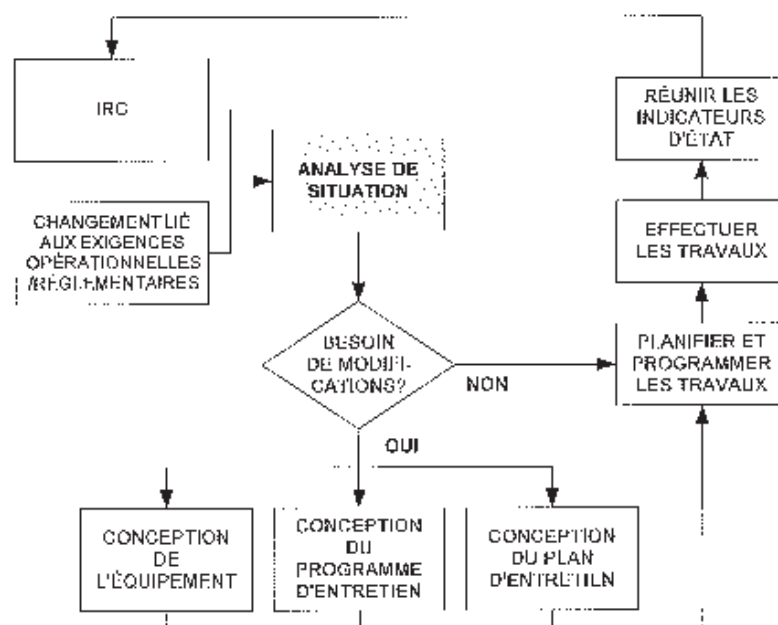 IRC
CHANGEMENT LIÉ
AUX EXIGENCES
OPÉRATIONNELLES
/RÉGLEMENTAIRES
ANALYSE DE
SITUATION
BESOIN
DE MODIFI-
CATIONS?
NON
OUI
RÉUNIR LES
INDICATEURS
D'ÉTAT
EFFECTUER
LES TRAVAUX
PLANIFIER ET
PROGRAMMER
LES TRAVAUX
CONCEPTION
DE
L'ÉQUIPEMENT
CONCEPTION
DU
PROGRAMME
D'ENTRETIEN
CONCEPTION
DU PLAN
D'ENTRETIEN